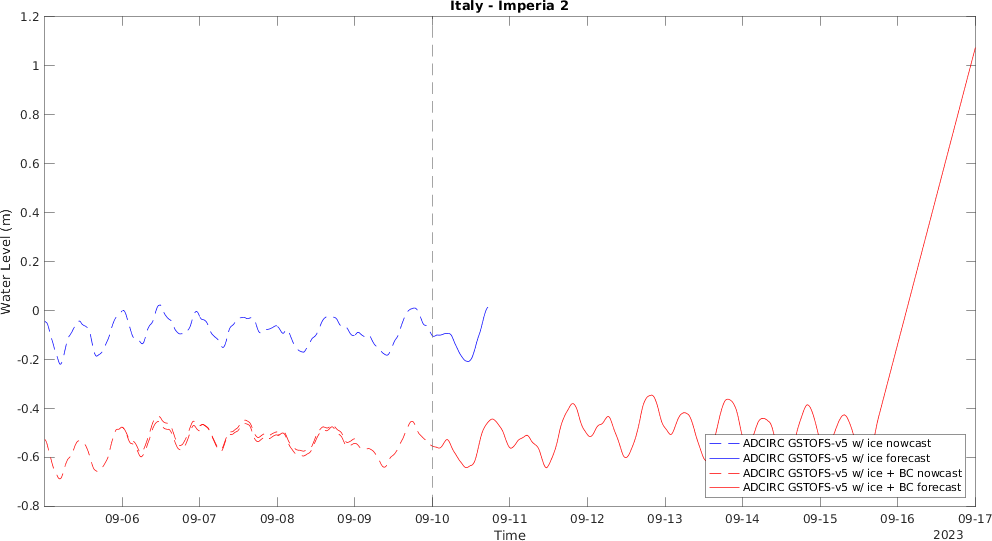 Italy - Imperia 2
1.2
1
0.8
0.6
0.4
0.2
0
-0.2
-0.4
-0.6
-0.8
Water Level (m)
ADCIRC GSTOFS-v5 w/ ice nowcast
ADCIRC GSTOFS-v5 w/ ice forecast
ADCIRC GSTOFS-v5 w/ ice + BC nowcast
ADCIRC GSTOFS-v5 w/ ice + BC forecast
09-06 09-07 09-08 09-09 09-10 09-11 09-12 09-13 09-14 09-15 09-16 09-17
Time
2023